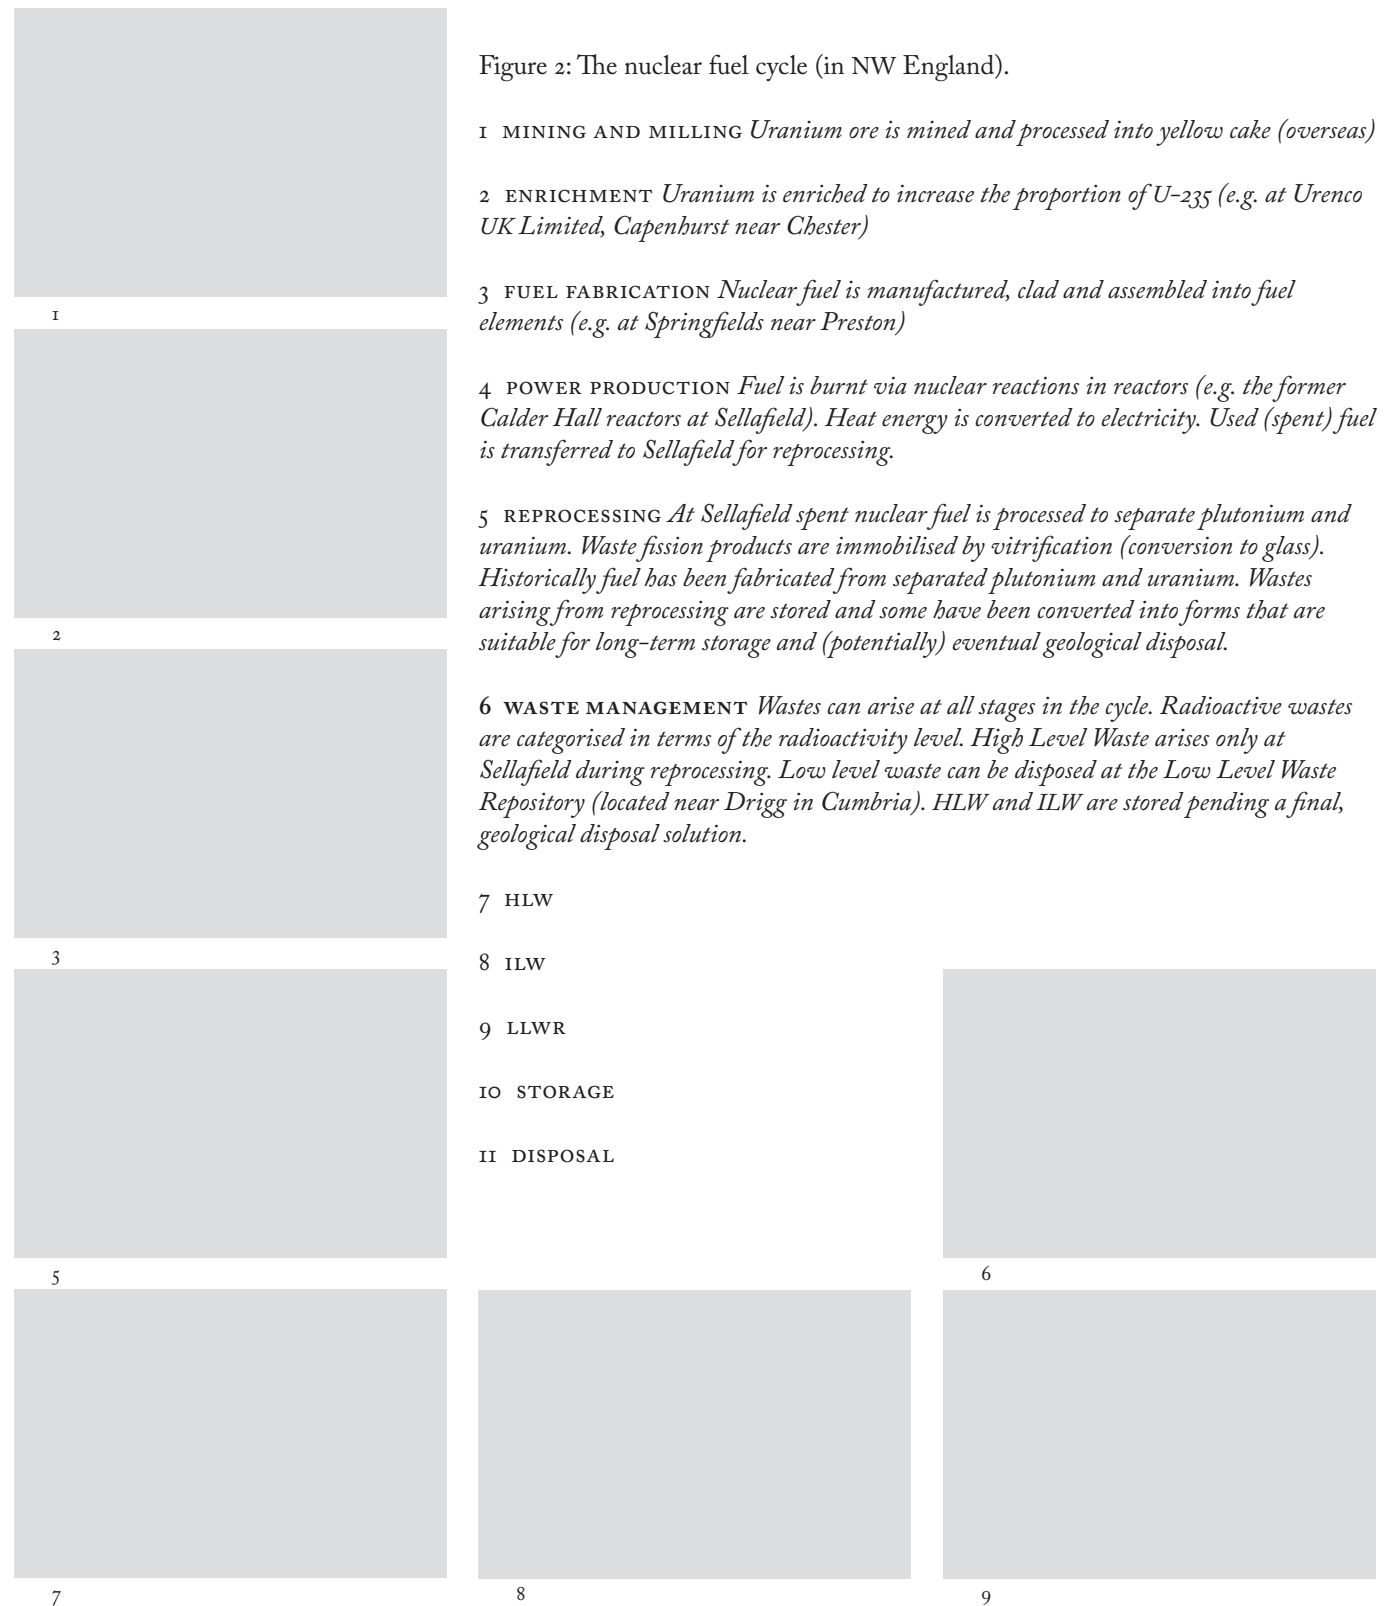 Figure 2: The nuclear fuel cycle (in NW England).
1 MINING AND MILLING Uranium ore is mined and processed into yellow cake (overseas)
2 ENRICHMENT Uranium is enriched to increase the proportion of U-235 (e.g. at Urenco
UK Limited, Capenhurst near Chester)
3 FUEL FABRICATION Nuclear fuel is manufactured, clad and assembled into fuel
elements (e.g. at Springfields near Preston)
4 POWER PRODUCTION Fuel is burnt via nuclear reactions in reactors (e.g. the former
Calder Hall reactors at Sellafield). Heat energy is converted to electricity. Used (spent) fuel
is transferred to Sellafield for reprocessing.
5 REPROCESSING At Sellafield spent nuclear fuel is processed to separate plutonium and
uranium. Waste fission products are immobilised by vitrification (conversion to glass).
Historically fuel has been fabricated from separated plutonium and uranium. Wastes
arising from reprocessing are stored and some have been converted into forms that are
suitable for long-term storage and (potentially) eventual geological disposal.
6 WASTE MANAGEMENT Wastes can arise at all stages in the cycle. Radioactive wastes
are categorised in terms of the radioactivity level. High Level Waste arises only at
Sellafield during reprocessing. Low level waste can be disposed at the Low Level Waste
Repository (located near Drigg in Cumbria). HLW and ILW are stored pending a final,
geological disposal solution.
7 HLW
8 ILW
9 LLWR
10 STORAGE
11 DISPOSAL
1
2
3
5
6
7
8
9